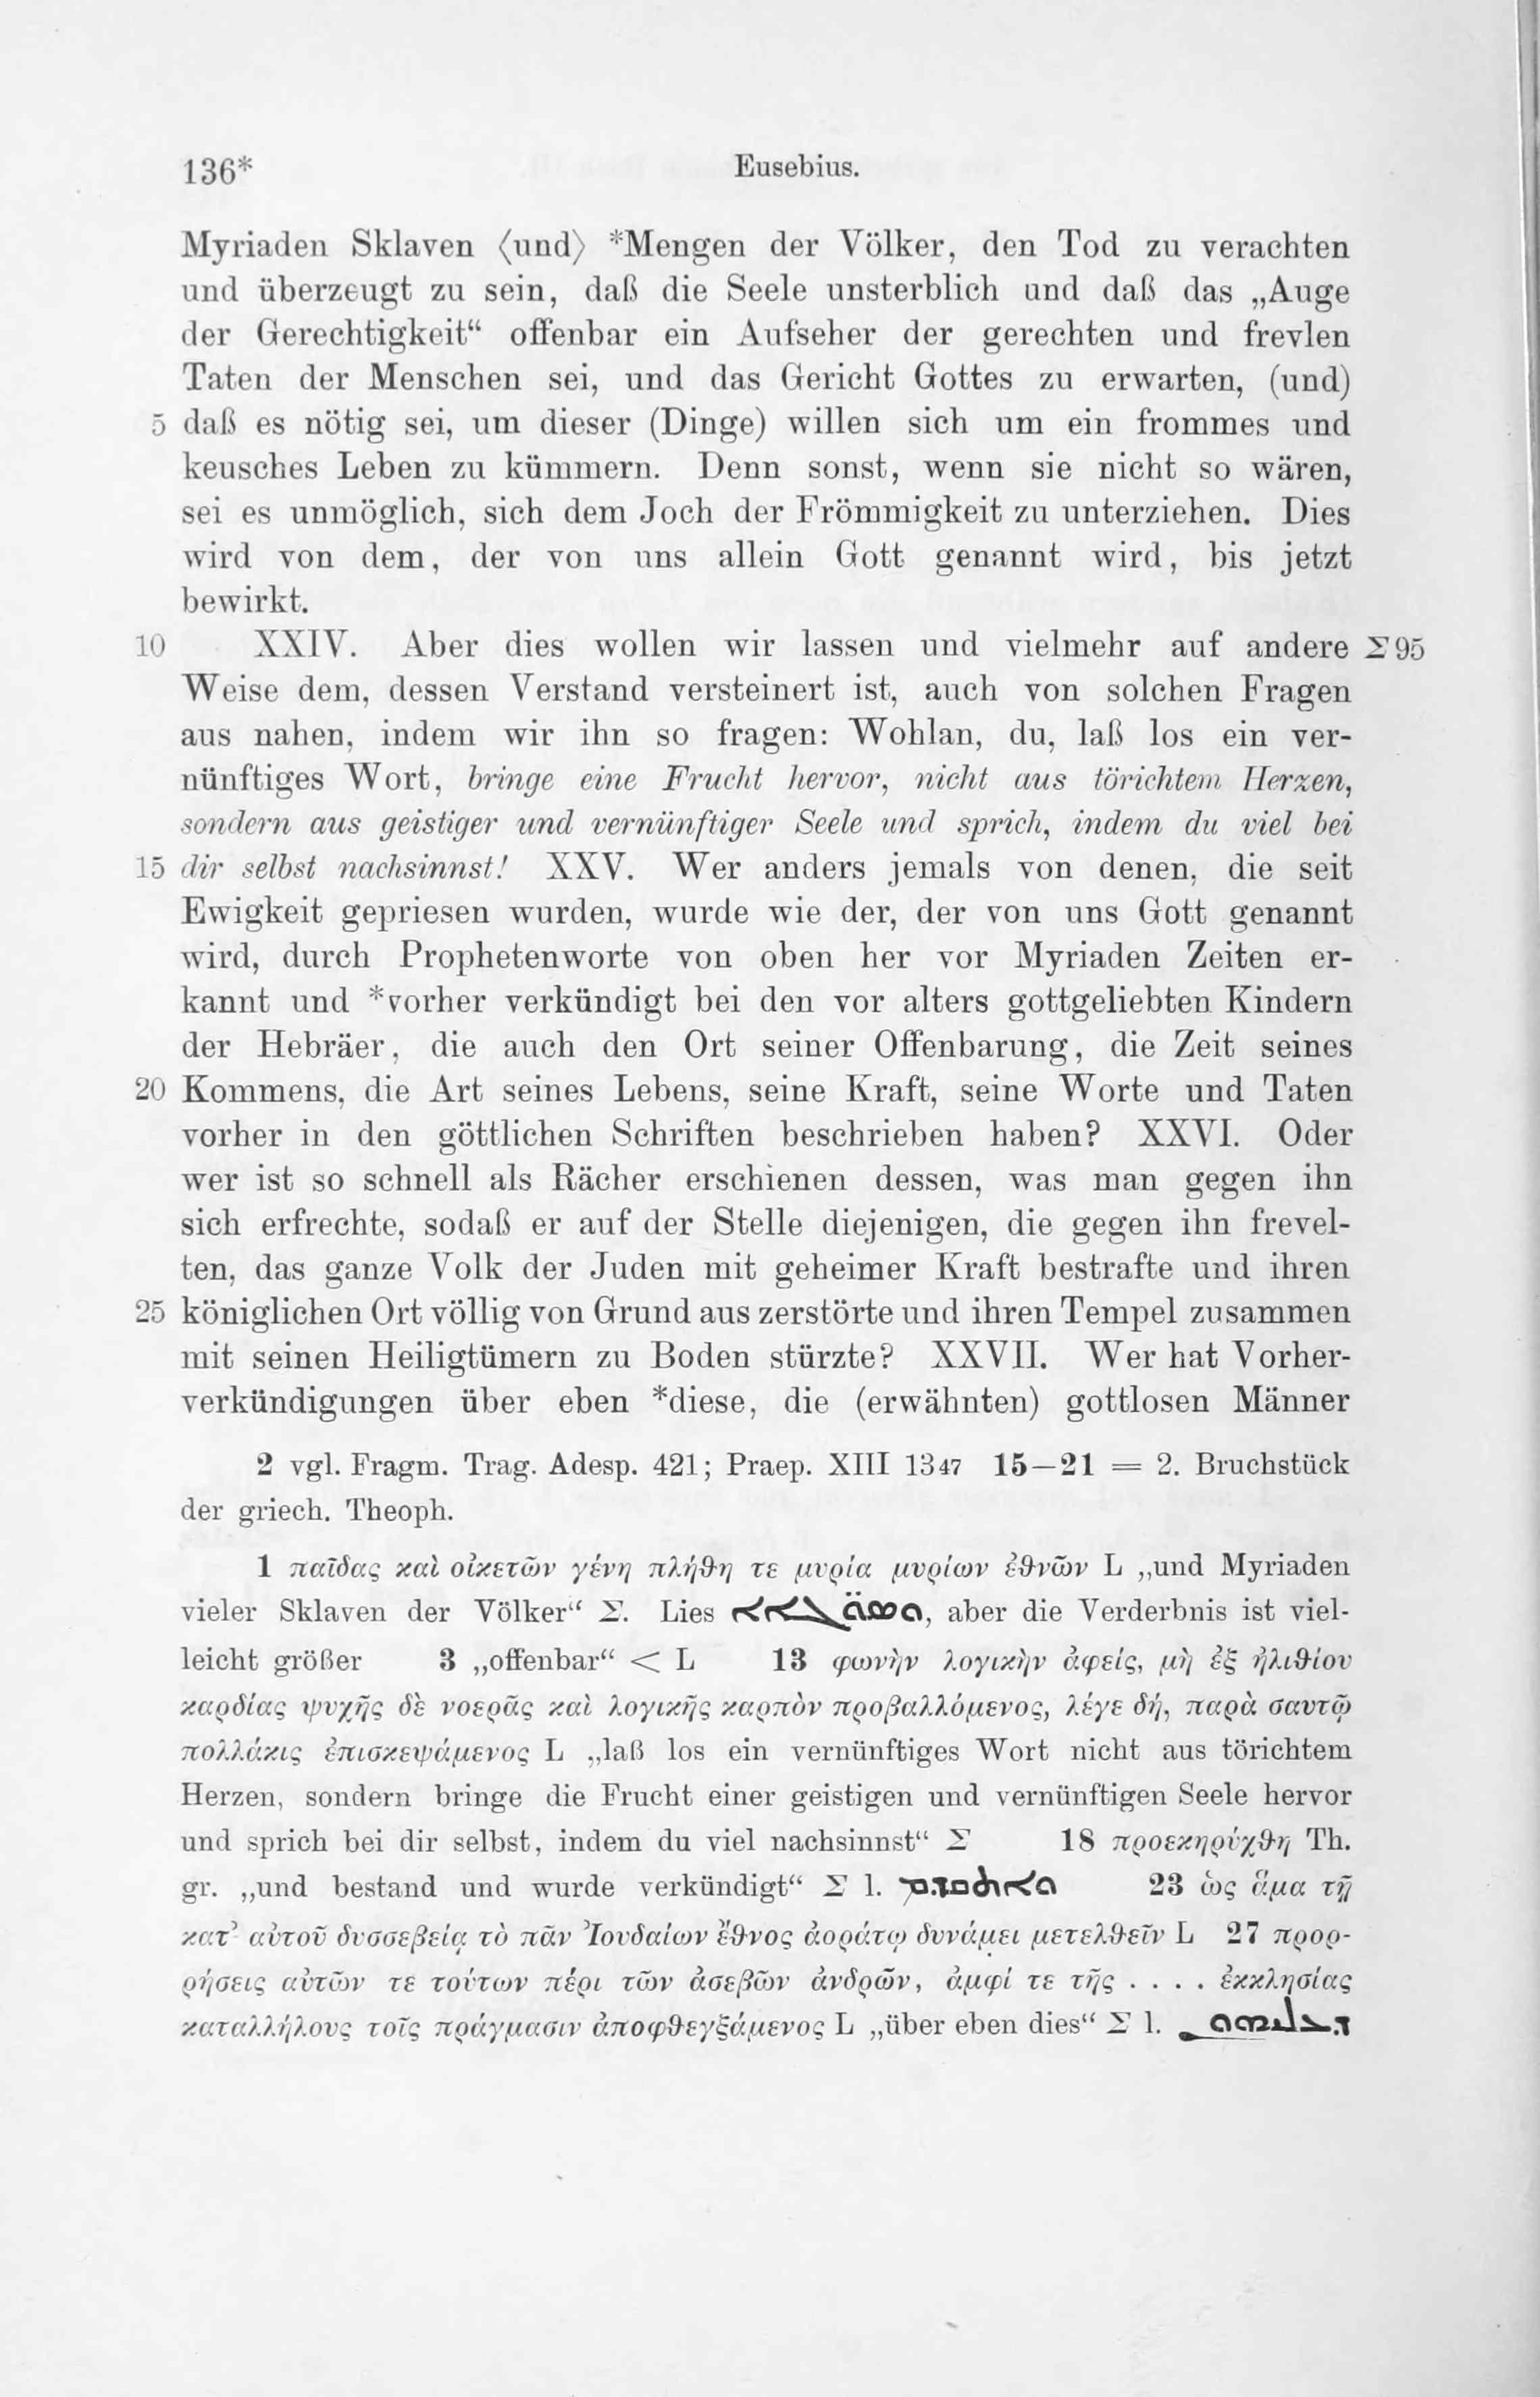 136* Eusebius.
Myriaden Sklaven ⟨und⟩ *Mengen der Völker, den Tod zu verachten
und überzeugt zu sein, daß die Seele unsterblich und daß das „Auge
der Gerechtigkeit“ offenbar ein Aufseher der gerechten und frevlen
Taten der Menschen sei, und das Gericht Gottes zu erwarten, (und)
5 daß es nötig sei, um dieser (Dinge) willen sich um ein frommes und
keusches Leben zu kümmern. Denn sonst, wenn sie nicht so wären,
sei es unmöglich, sich dem Joch der Frömmigkeit zu unterziehen. Dies
wird von dem, der von uns allein Gott genannt wird, bis jetzt
bewirkt.
10 XXIV. Aber dies wollen wir lassen und vielmehr auf andere Σ 95
Weise dem, dessen Verstand versteinert ist, auch von solchen Fragen
aus nahen, indem wir ihn so fragen: Wohlan, du, laß los ein ver-
nünftiges Wort, bringe eine Frucht hervor, nicht aus törichtem Herzen,
sondern aus geistiger und vernünftiger Seele und sprich, indem du viel bei
15 dir selbst nachsinnst! XXV. Wer anders jemals von denen, die seit
Ewigkeit gepriesen wurden, wurde wie der, der von uns Gott genannt
wird, durch Prophetenworte von oben her vor Myriaden Zeiten er-
kannt und *vorher verkündigt bei den vor alters gottgeliebten Kindern
der Hebräer, die auch den Ort seiner Offenbarung, die Zeit seines
20 Kommens, die Art seines Lebens, seine Kraft, seine Worte und Taten
vorher in den göttlichen Schriften beschrieben haben? XXVI. Oder
wer ist so schnell als Rächer erschienen dessen, was man gegen ihn
sich erfrechte, sodaß er auf der Stelle diejenigen, die gegen ihn frevel-
ten, das ganze Volk der Juden mit geheimer Kraft bestrafte und ihren
25 königlichen Ort völlig von Grund aus zerstörte und ihren Tempel zusammen
mit seinen Heiligtümern zu Boden stürzte? XXVII. Wer hat Vorher-
verkündigungen über eben *diese, die (erwähnten) gottlosen Männer
2 vgl. Fragm. Trag. Adesp. 421; Praep. XIII 13 47 15–21 = 2. Bruchstück
der griech. Theoph.
1 παῖδας καὶ οἰκετῶν γένη πλήθη τε μυρία μυρίων ἐθνῶν L „und Myriaden
vieler Sklaven der Völker“ Σ. Lies , aber die Verderbnis ist viel-
leicht größer 3 „offenbar“ < L 13 φωνὴν λογικὴν ἀφείς, μὴ ἐξ ἠλιθίου
καρδίας ψυχῆς δὲ νοερᾶς καὶ λογικῆς καρπὸν προβαλλόμενος, λέγε δή, παρὰ σαυτῷ
πολλάκις ἐπισκεψάμενος L „laß los ein vernünftiges Wort nicht aus törichtem
Herzen, sondern bringe die Frucht einer geistigen und vernünftigen Seele hervor
und sprich bei dir selbst, indem du viel nachsinnst“ Σ 18 προεκηρύχθη Th.
gr. „und bestand und wurde verkündigt“ Σ l. ܘܐܬܩܕܡ 23 ὡς ἅμα τῇ
κατ’ αὐτοῦ δυσσεβείᾳ τὸ πᾶν Ἰουδαίων ἔθνος ἀοράτῳ δυνάμει μετελθεῖν L 27 προρ-
ρήσεις αὐτῶν τε τούτων πέρι τῶν ἀσεβῶν ἀνδρῶν, ἀμφί τε τῆς . . . . ἐκκλησίας
καταλλήλους τοῖς πράγμασιν ἀποφθεγξάμενος L „über eben dies“ Σ l.